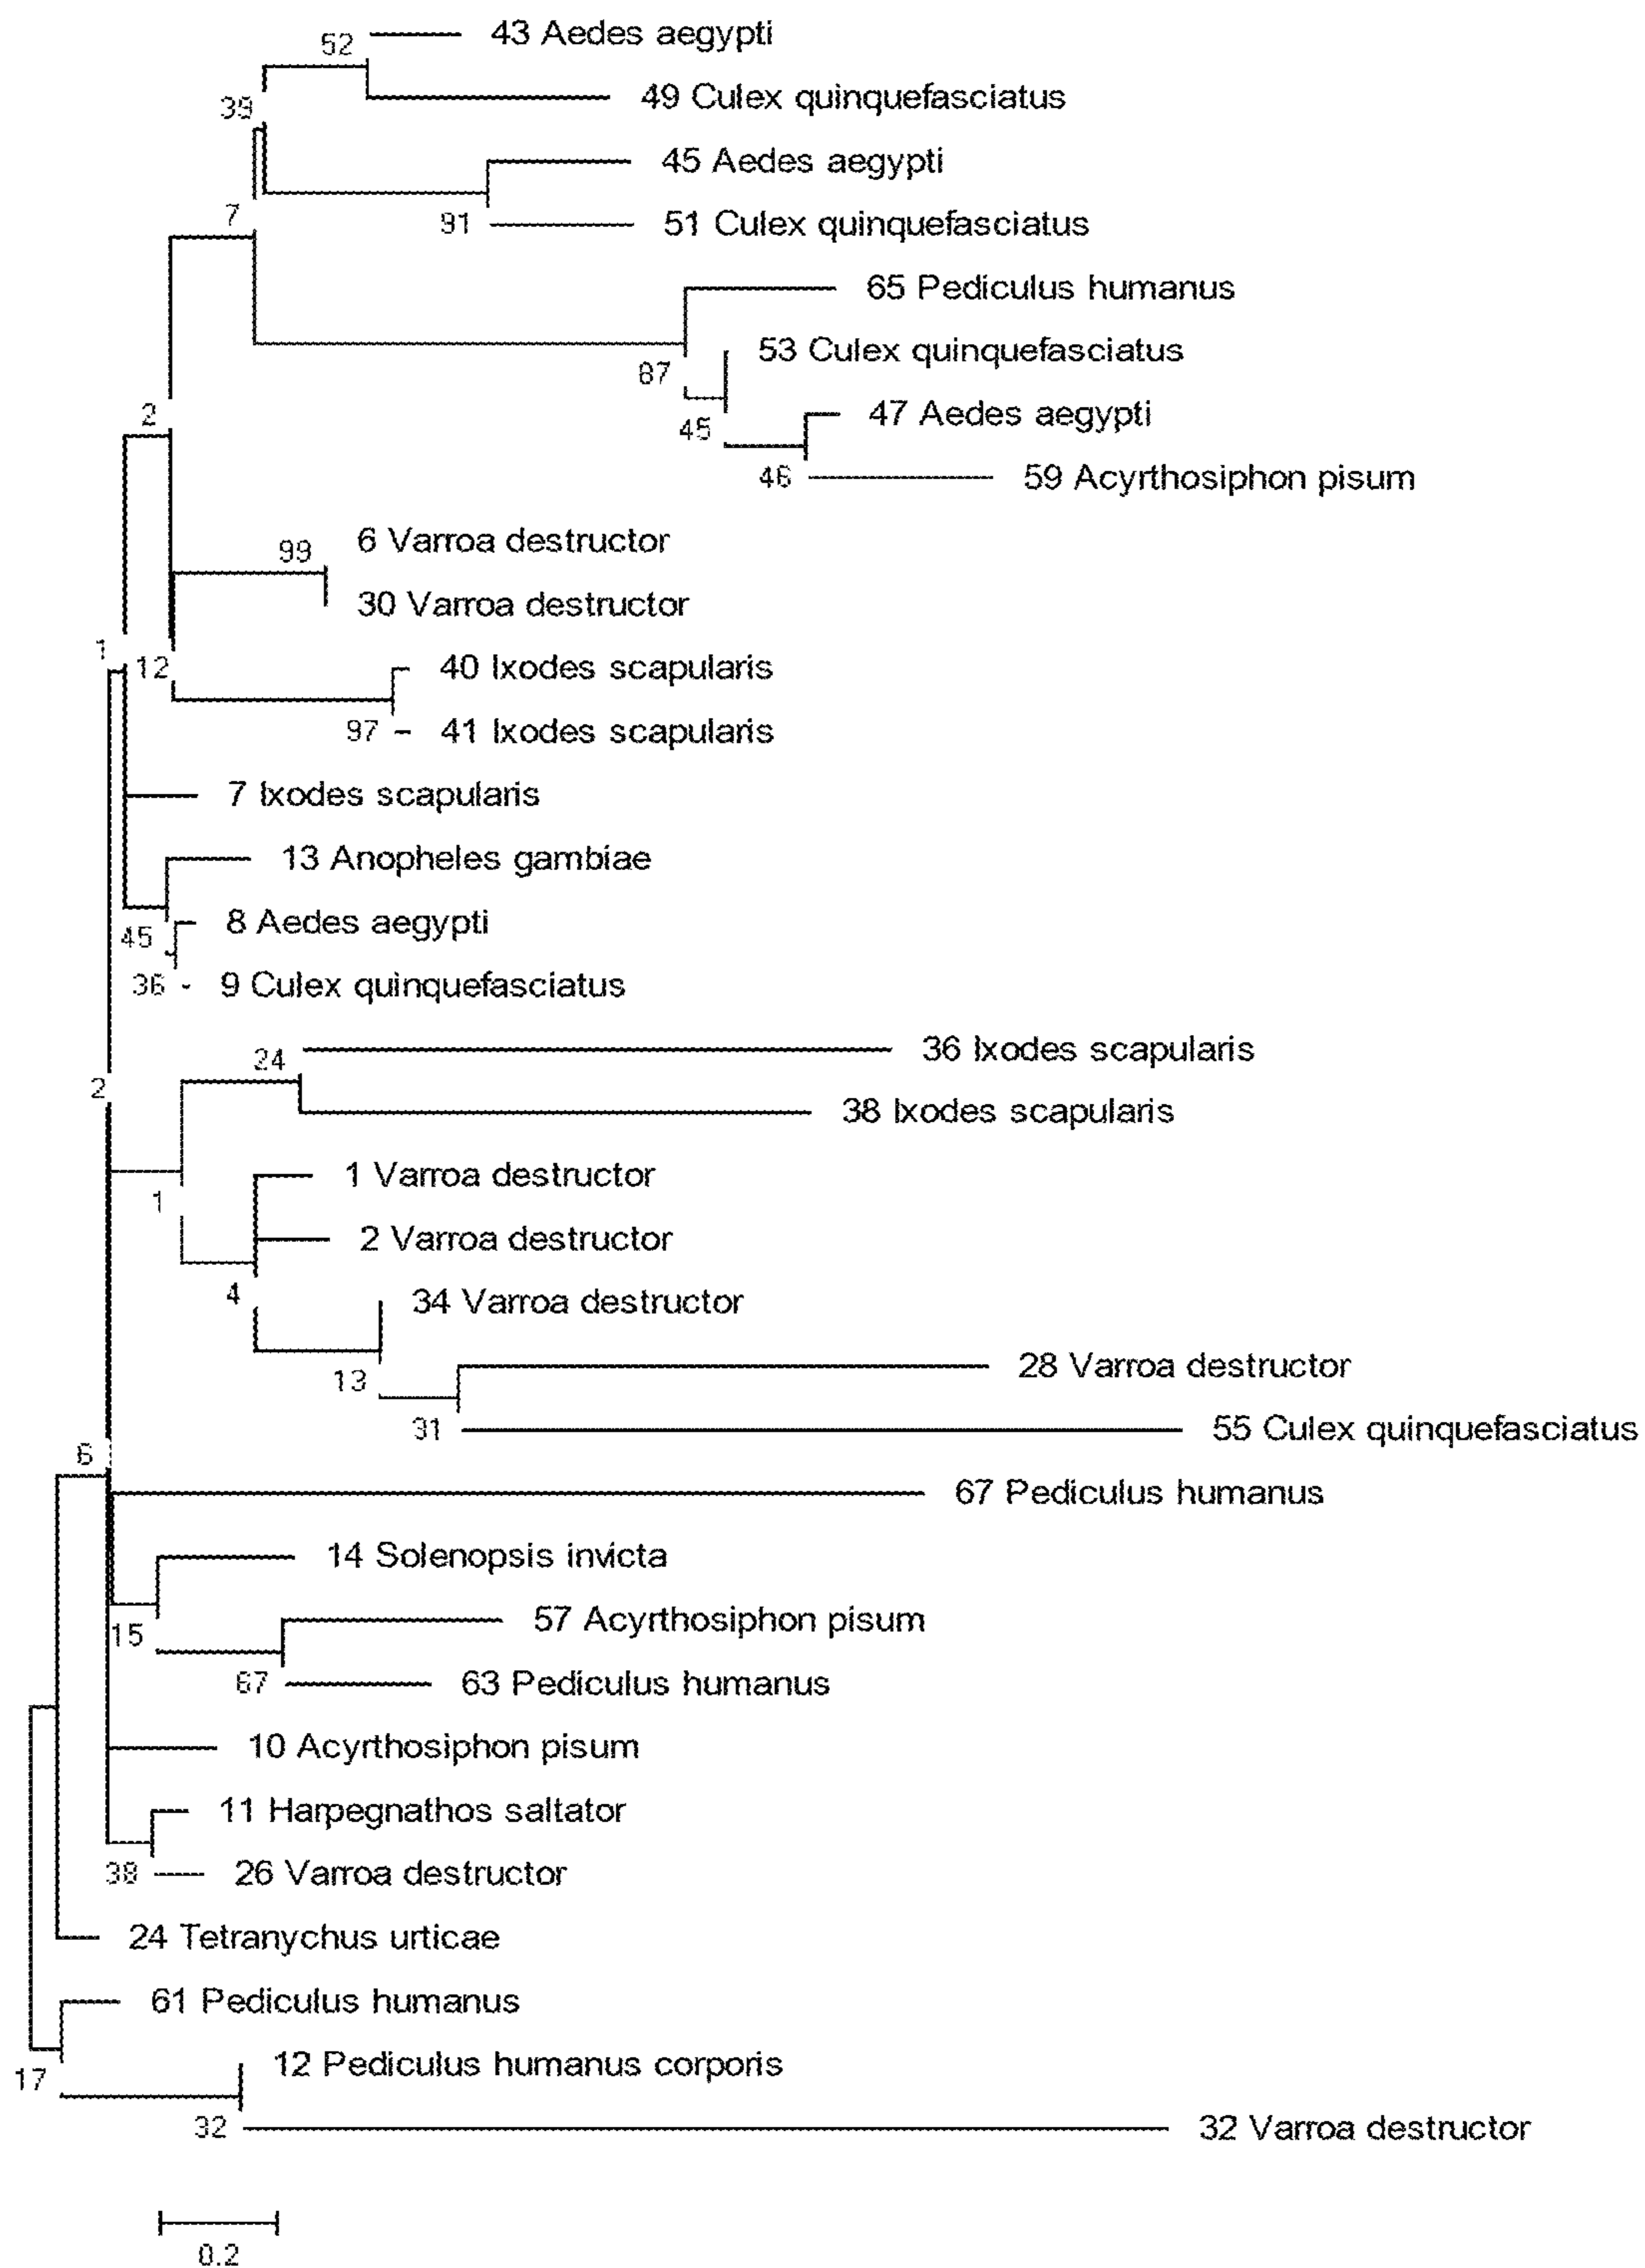 52
43 Aedes aegypti
49 Culex quinquefasciatus
39
45 Aedes aegypti
91
51 Culex quinquefasciatus
7
65 Pediculus humanus
53 Culex quinquefasciatus
87
47 Aedes aegypti
45
46
59 Acyrthosiphon pisum
2
6 Varroa destructor
99
30 Varroa destructor
1
12
40 Ixodes scapularis
97
41 Ixodes scapularis
7 Ixodes scapularis
13 Anopheles gambiae
8 Aedes aegypti
45
36
9 Culex quinquefasciatus
24
36 Ixodes scapularis
2
38 Ixodes scapularis
1 Varroa destructor
1
2 Varroa destructor
4
34 Varroa destructor
28 Varroa destructor
13
31
55 Culex quinquefasciatus
6
67 Pediculus humanus
14 Solenopsis invicta
57 Acyrthosiphon pisum
15
67
63 Pediculus humanus
10 Acyrthosiphon pisum
11 Harpegnathos saltator
38
26 Varroa destructor
24 Tetranychus urticae
61 Pediculus humanus
12 Pediculus humanus corporis
17
32
32 Varroa destructor
0.2